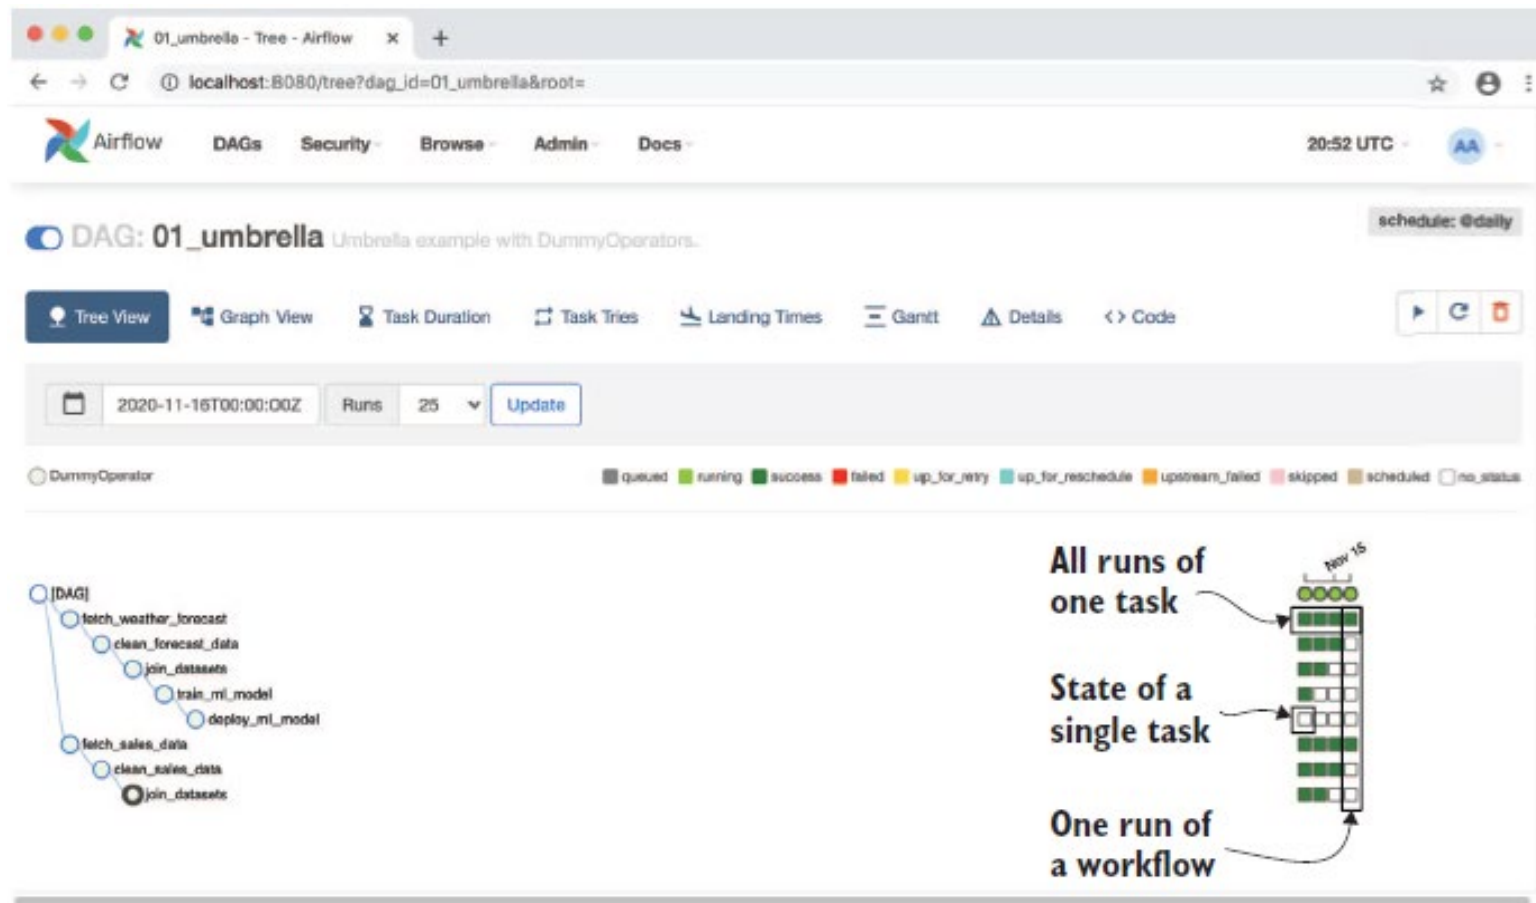 01_umbrella - Tree - Airflow
localhost:8080/tree?dag_id=01_umbrella&root=
Airflow DAGs Security Browse Admin Docs 20:52 UTC AA
DAG: 01_umbrella Umbrella example with DummyOperators. schedule: @daily
Tree View Graph View Task Duration Task Tries Landing Times Gantt Details <> Code
2020-11-16T00:00:00Z Runs 25 Update
DummyOperator queued running success failed up_for_retry up_for_reschedule upstream_failed skipped scheduled no_status
Nov 15
All runs of
one task
[DAG]
fetch_weather_forecast
clean_forecast_data
join_datasets
train_ml_model
deploy_ml_model
fetch_sales_data
clean_sales_data
join_datasets
State of a
single task
One run of
a workflow